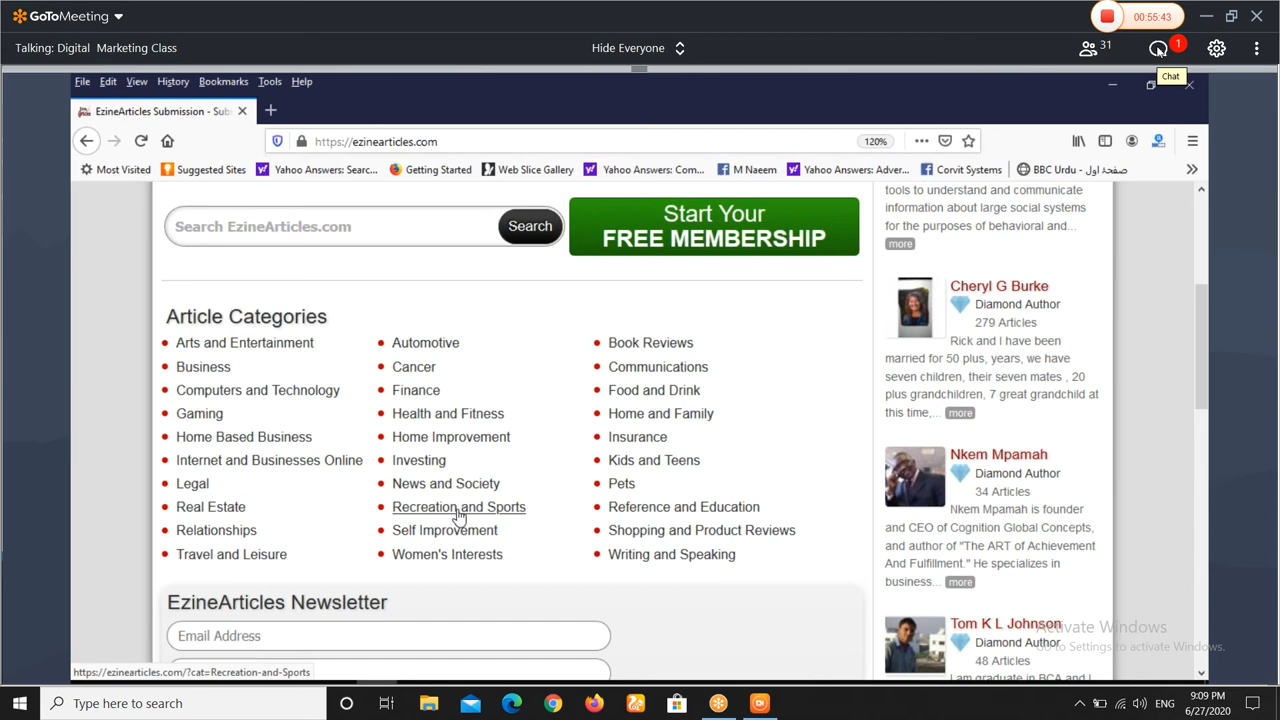 GoToMeeting
00:55:43
Talking: Digital Marketing Class
Hide Everyone
31
1
Chat
File Edit View History Bookmarks Tools Help
EzineArticles Submission - Sub
https://ezinearticles.com
120%
Most Visited Suggested Sites Yahoo Answers: Searc... Getting Started Web Slice Gallery Yahoo Answers: Com... M Naeem Yahoo Answers: Adver... Corvit Systems BBC Urdu - صفحۂ اول
Search EzineArticles.com
Search
Start Your
FREE MEMBERSHIP
Article Categories
Arts and Entertainment
Automotive
Book Reviews
Business
Cancer
Communications
Computers and Technology
Finance
Food and Drink
Gaming
Health and Fitness
Home and Family
Home Based Business
Home Improvement
Insurance
Internet and Businesses Online
Investing
Kids and Teens
Legal
News and Society
Pets
Real Estate
Recreation and Sports
Reference and Education
Relationships
Self Improvement
Shopping and Product Reviews
Travel and Leisure
Women's Interests
Writing and Speaking
EzineArticles Newsletter
Email Address
tools to understand and communicate
information about large social systems
for the purposes of behavioral and...
more
Cheryl G Burke
Diamond Author
279 Articles
Rick and I have been
married for 50 plus, years, we have
seven children, their seven mates , 20
plus grandchildren, 7 great grandchild at
this time,... more
Nkem Mpamah
Diamond Author
34 Articles
Nkem Mpamah is founder
and CEO of Cognition Global Concepts,
and author of "The ART of Achievement
And Fulfillment." He specializes in
business... more
Tom K L Johnson
Diamond Author
48 Articles
I am graduate in BCA and I
Activate Windows
Go to Settings to activate Windows.
https://ezinearticles.com/?cat=Recreation-and-Sports
Type here to search
ENG
9:09 PM
6/27/2020